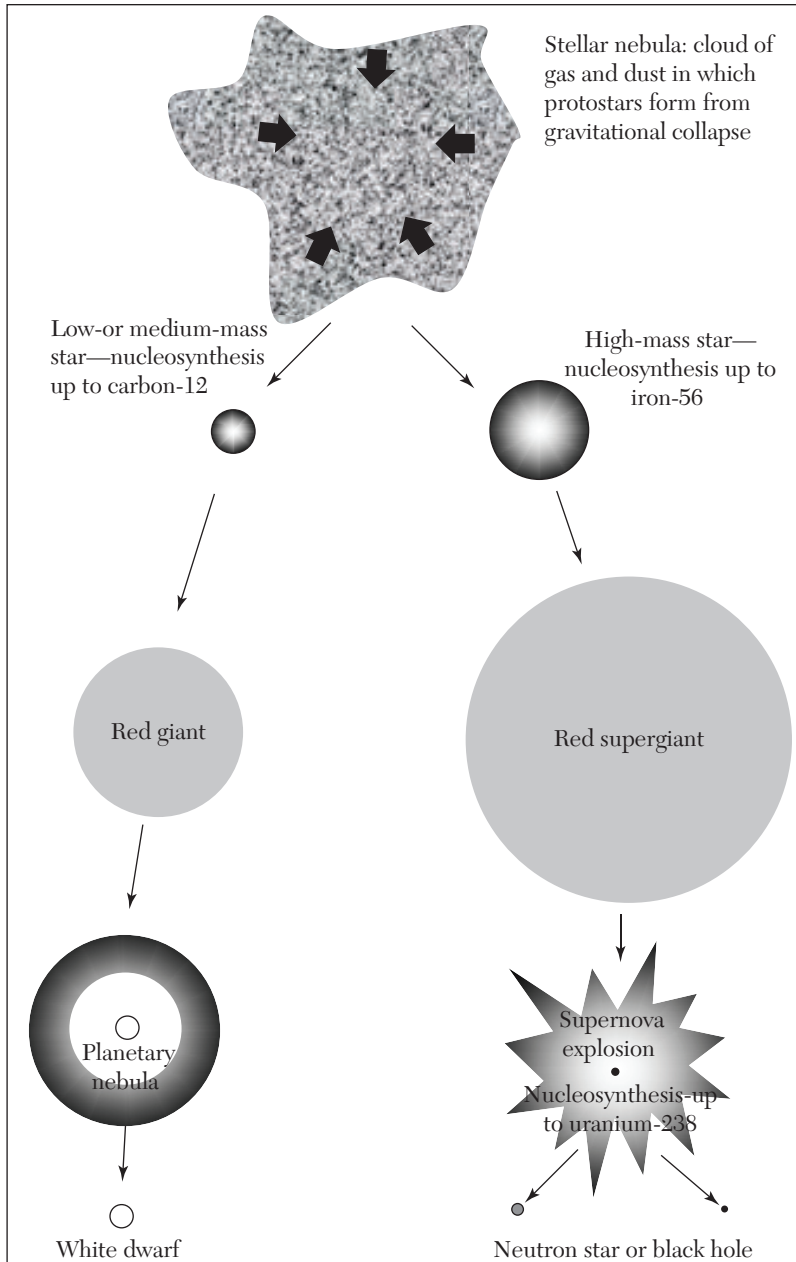 Stellar nebula: cloud of
gas and dust in which
protostars form from
gravitational collapse
Low-or medium-mass
star—nucleosynthesis
up to carbon-12
High-mass star—
nucleosynthesis up to
iron-56
Red giant
Red supergiant
Planetary
nebula
Supernova
explosion
Nucleosynthesis-up
to uranium-238
White dwarf
Neutron star or black hole